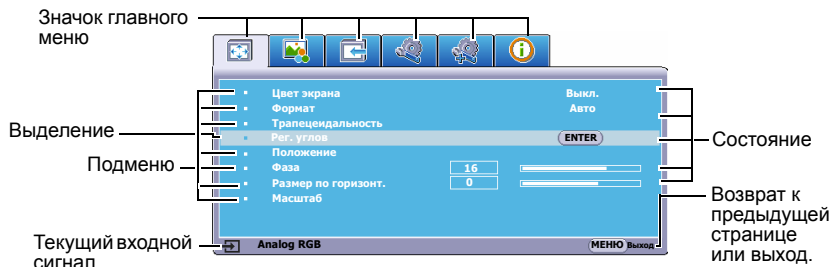 Значок главного
меню
Цвет экрана Выкл.
Формат Авто
Трапецеидальность
Выделение
Рег. углов ENTER
Состояние
Подменю
Положение
Фаза 16
Размер по горизонт. 0
Масштаб
Возврат к
предыдущей
странице
или выход.
Текущий входной
сигнал
Analog RGB
МЕНЮ Выход